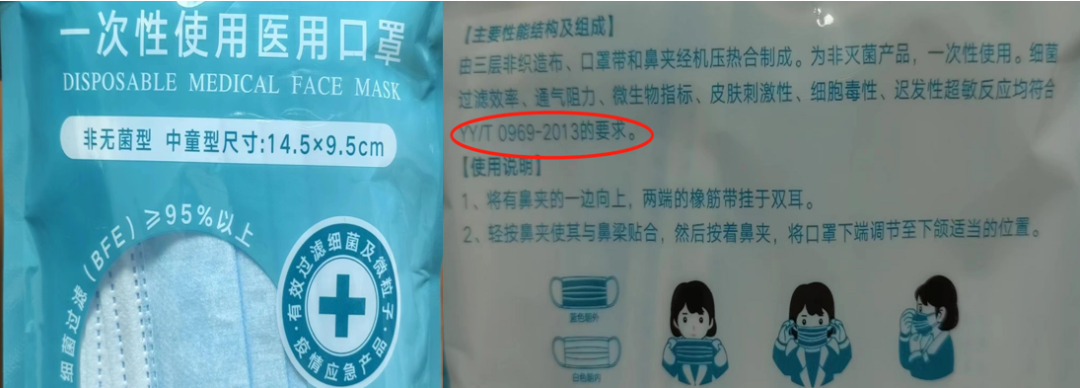 一次性使用医用口罩
DISPOSABLE MEDICAL FACE MASK
非无菌型 中童型尺寸:14.5×9.5cm
细菌过滤(BFE)≥95%以上
·有效过滤细菌及微粒子·
疫情应急产品
【主要性能结构及组成】
由三层非织造布、口罩带和鼻夹经机压热合制成。为非灭菌产品，一次性使用。细菌
过滤效率、通气阻力、微生物指标、皮肤刺激性、细胞毒性、迟发性超敏反应均符合
YY/T 0969-2013的要求。
【使用说明】
1、将有鼻夹的一边向上，两端的橡筋带挂于双耳。
2、轻按鼻夹使其与鼻梁贴合，然后按着鼻夹，将口罩下端调节至下颌适当的位置。
蓝色朝外
白色朝外